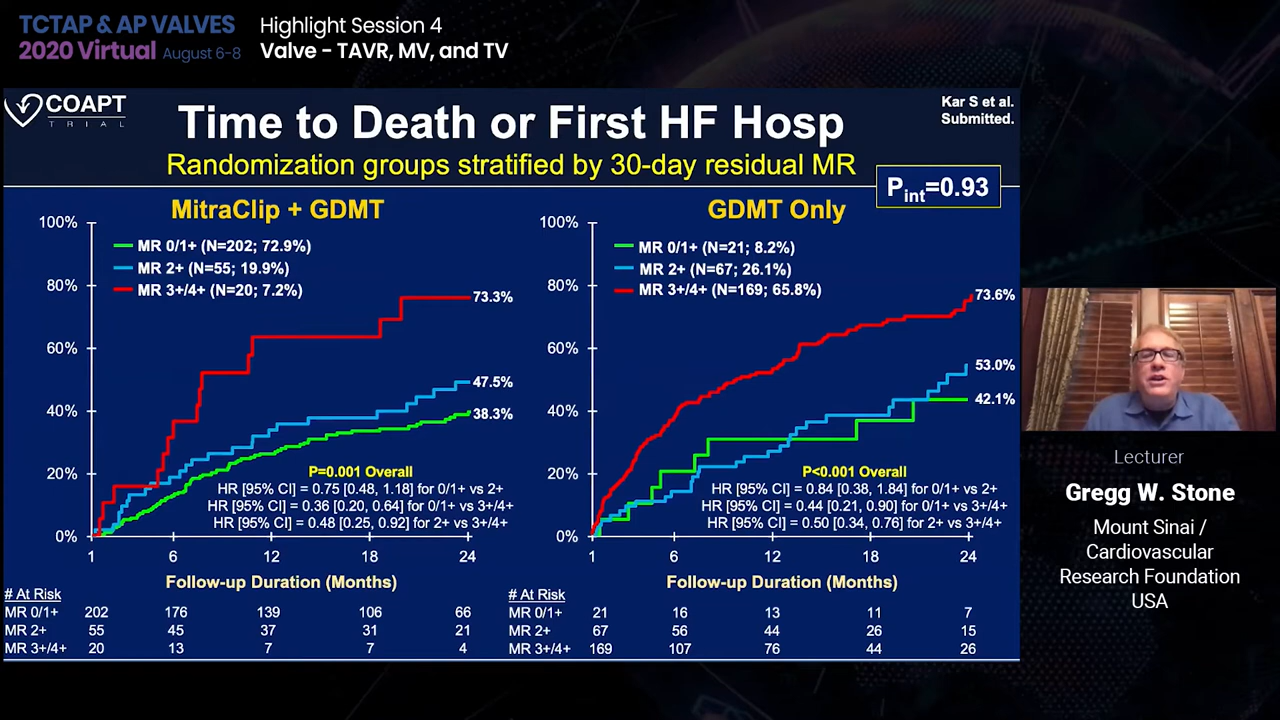 TCTAP & AP VALVES
2020 Virtual August 6-8
Highlight Session 4
Valve - TAVR, MV, and TV
COAPT
TRIAL
Time to Death or First HF Hosp
Randomization groups stratified by 30-day residual MR
Kar S et al.
Submitted.
Pint=0.93
MitraClip + GDMT
100%
80%
60%
40%
20%
0%
MR 0/1+ (N=202; 72.9%)
MR 2+ (N=55; 19.9%)
MR 3+/4+ (N=20; 7.2%)
73.3%
47.5%
38.3%
P=0.001 Overall
HR [95% CI] = 0.75 [0.48, 1.18] for 0/1+ vs 2+
HR [95% CI] = 0.36 [0.20, 0.64] for 0/1+ vs 3+/4+
HR [95% CI] = 0.48 [0.25, 0.92] for 2+ vs 3+/4+
1 6 12 18 24
Follow-up Duration (Months)
# At Risk
MR 0/1+ 202 176 139 106 66
MR 2+ 55 45 37 31 21
MR 3+/4+ 20 13 7 7 4
GDMT Only
100%
80%
60%
40%
20%
0%
MR 0/1+ (N=21; 8.2%)
MR 2+ (N=67; 26.1%)
MR 3+/4+ (N=169; 65.8%)
73.6%
53.0%
42.1%
P<0.001 Overall
HR [95% CI] = 0.84 [0.38, 1.84] for 0/1+ vs 2+
HR [95% CI] = 0.44 [0.21, 0.90] for 0/1+ vs 3+/4+
HR [95% CI] = 0.50 [0.34, 0.76] for 2+ vs 3+/4+
1 6 12 18 24
Follow-up Duration (Months)
# At Risk
MR 0/1+ 21 16 13 11 7
MR 2+ 67 56 44 26 15
MR 3+/4+ 169 107 76 44 26
Lecturer
Gregg W. Stone
Mount Sinai /
Cardiovascular
Research Foundation
USA